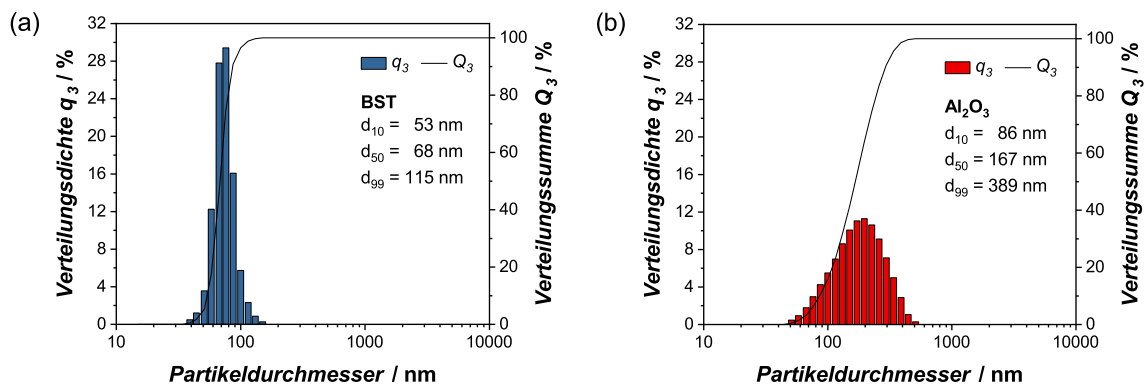 (a)
Verteilungsdichte q3 / %
32
28
24
20
16
12
8
4
0
q3 Q3
BST
d10 = 53 nm
d50 = 68 nm
d99 = 115 nm
100
80
60
40
20
0
Verteilungssumme Q3 / %
10 100 1000 10000
Partikeldurchmesser / nm
(b)
Verteilungsdichte q3 / %
32
28
24
20
16
12
8
4
0
q3 Q3
Al2O3
d10 = 86 nm
d50 = 167 nm
d99 = 389 nm
100
80
60
40
20
0
Verteilungssumme Q3 / %
10 100 1000 10000
Partikeldurchmesser / nm